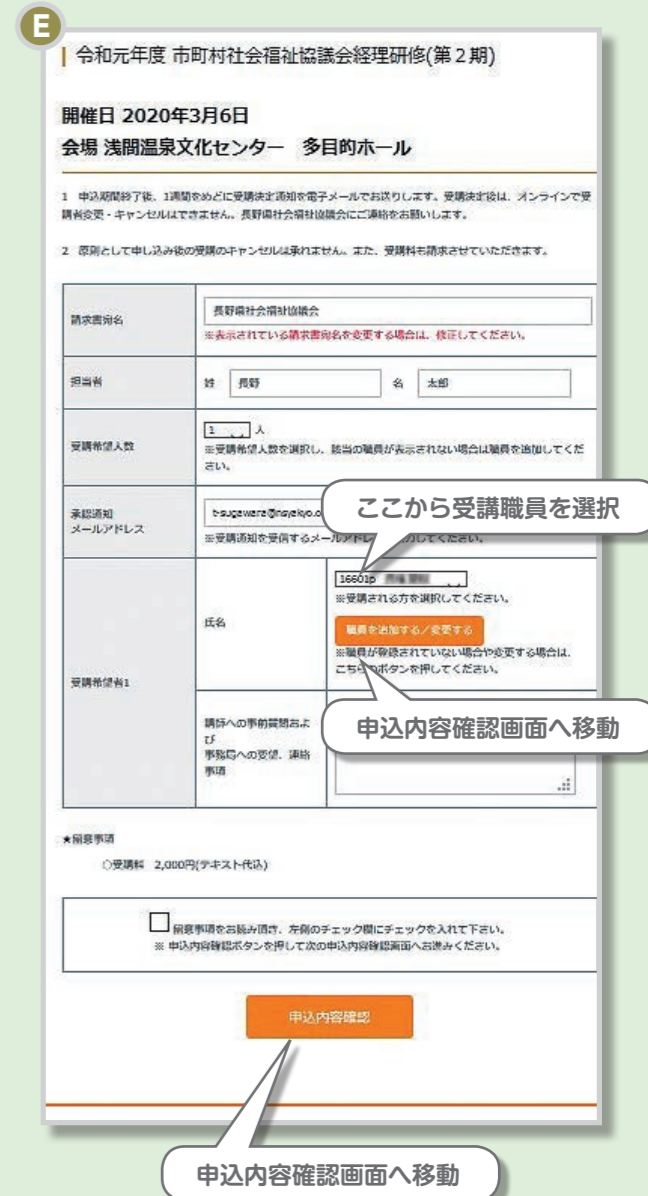 E
令和元年度 市町村社会福祉協議会経理研修(第2期)
開催日 2020年3月6日
会場 浅間温泉文化センター 多目的ホール
1 申込期間終了後、1週間をめどに受講決定通知を電子メールでお送りします。受講決定後は、オンラインで受
講者変更・キャンセルはできません。長野県社会福祉協議会にご連絡をお願いします。
2 原則として申し込み後の受講のキャンセルは承れません。また、受講料も請求させていただきます。
請求書宛名
長野県社会福祉協議会
※表示されている請求書宛名を変更する場合は、修正してください。
担当者
姓 長野 名 太郎
受講希望人数
1 人
※受講希望人数を選択し、該当の職員が表示されない場合は職員を追加してくだ
さい。
承認通知
メールアドレス
t-sugawara@nsyakyo.o
※受講通知を受信するメールアドレ
力してください。
ここから受講職員を選択
受講希望者1
氏名
16601p
※受講される方を選択してください。
職員を追加する/変更する
※職員が登録されていない場合や変更する場合は、
こちらのボタンを押してください。
申込内容確認画面へ移動
講師への事前質問およ
び
事務局への要望、連絡
事項
★留意事項
○受講料 2,000円(テキスト代込)
留意事項をお読み頂き、左側のチェック欄にチェックを入れて下さい。
※ 申込内容確認ボタンを押して次の申込内容確認画面へお進みください。
申込内容確認
申込内容確認画面へ移動